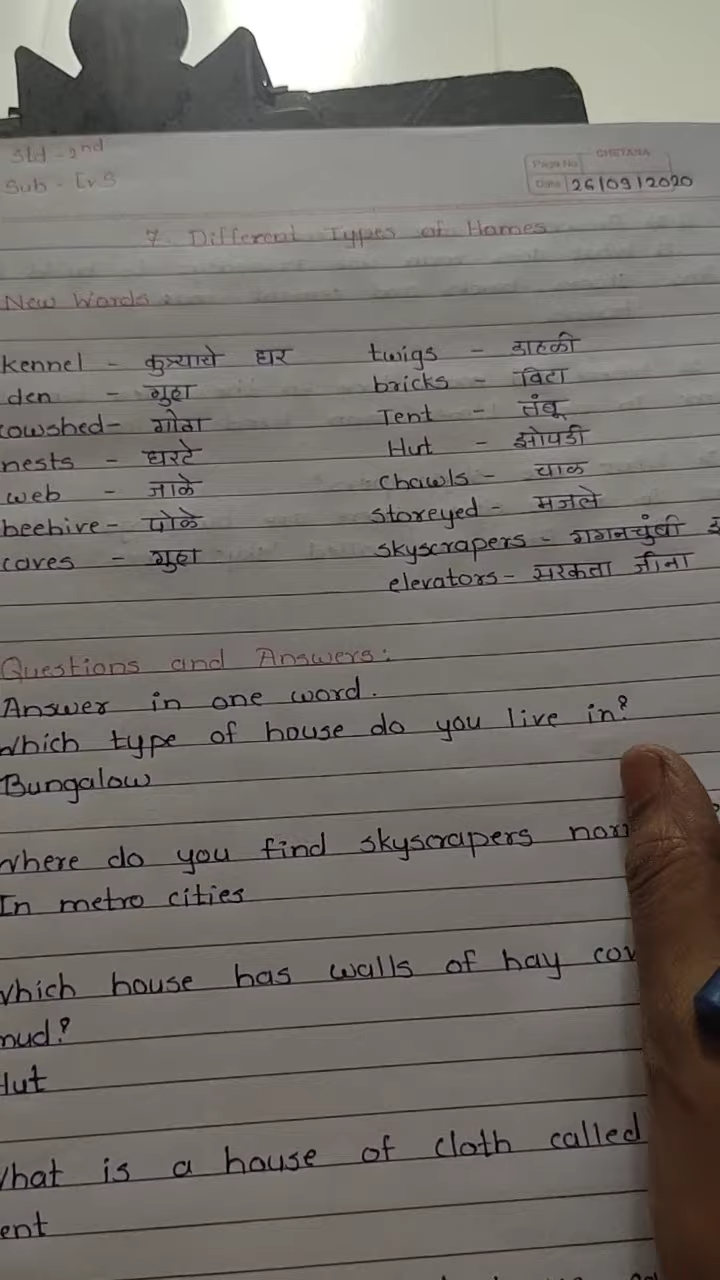 Std - 2nd
Sub - EvS
CHETANA
Page No
Date 26/09/2020
7. Different Types of Homes
New Words :
kennel - कुत्र्याचे घर
den - गुहा
cowshed - गोठा
nests - घरटे
web - जाळे
beehive - पोळे
caves - गुहा
twigs - डाहळी
bricks - विटा
Tent - तंबू
Hut - झोपडी
Chawls - चाळ
storeyed - मजले
skyscrapers - गगनचुंबी
elevators - सरकता जीना
Questions and Answers :
Answer in one word.
Which type of house do you live in?
Bungalow
Where do you find skyscrapers
In metro cities
Which house has walls of hay
mud?
Hut
What is a house of cloth called
ent